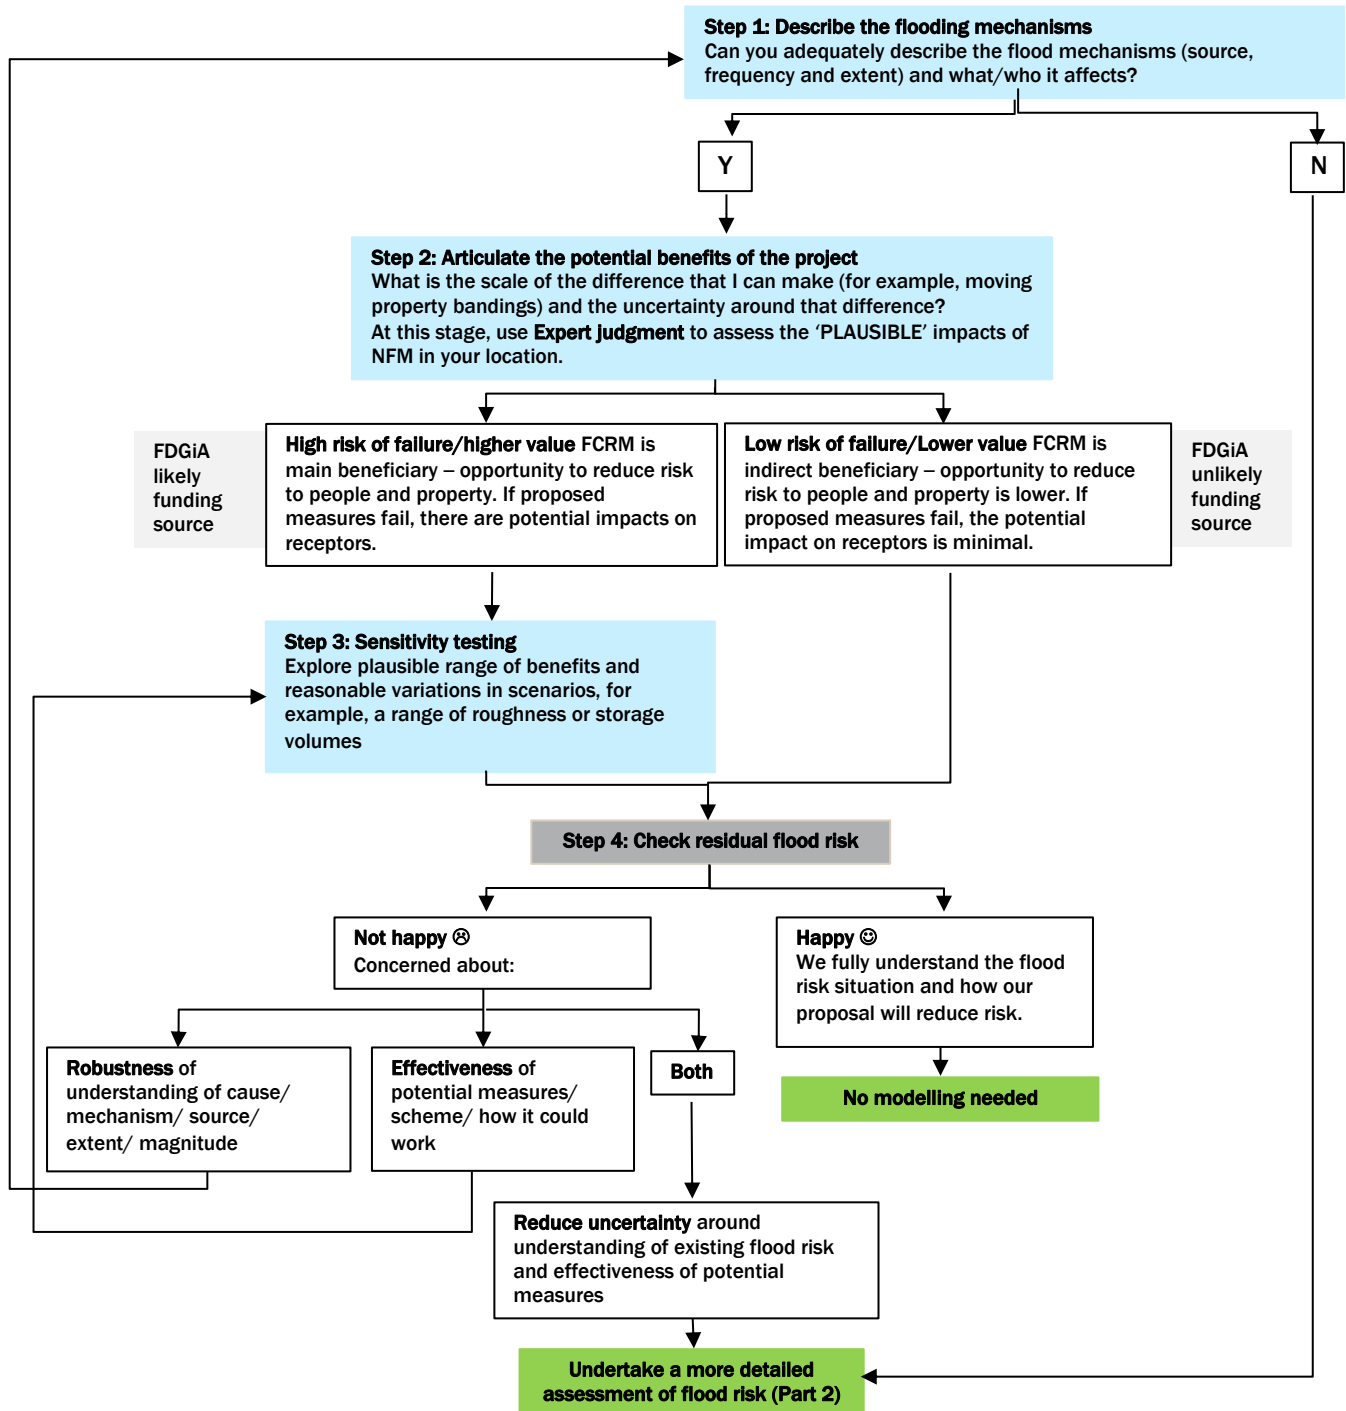 Step 1: Describe the flooding mechanisms
Can you adequately describe the flood mechanisms (source,
frequency and extent) and what/who it affects?
Y
N
Step 2: Articulate the potential benefits of the project
What is the scale of the difference that I can make (for example, moving
property bandings) and the uncertainty around that difference?
At this stage, use Expert judgment to assess the ‘PLAUSIBLE’ impacts of
NFM in your location.
FDGiA
likely
funding
source
High risk of failure/higher value FCRM is
main beneficiary – opportunity to reduce risk
to people and property. If proposed
measures fail, there are potential impacts on
receptors.
Low risk of failure/Lower value FCRM is
indirect beneficiary – opportunity to reduce
risk to people and property is lower. If
proposed measures fail, the potential
impact on receptors is minimal.
FDGiA
unlikely
funding
source
Step 3: Sensitivity testing
Explore plausible range of benefits and
reasonable variations in scenarios, for
example, a range of roughness or storage
volumes
Step 4: Check residual flood risk
Not happy ☹
Concerned about:
Happy ☺
We fully understand the flood
risk situation and how our
proposal will reduce risk.
Robustness of
understanding of cause/
mechanism/ source/
extent/ magnitude
Effectiveness of
potential measures/
scheme/ how it could
work
Both
No modelling needed
Reduce uncertainty around
understanding of existing flood risk
and effectiveness of potential
measures
Undertake a more detailed
assessment of flood risk (Part 2)